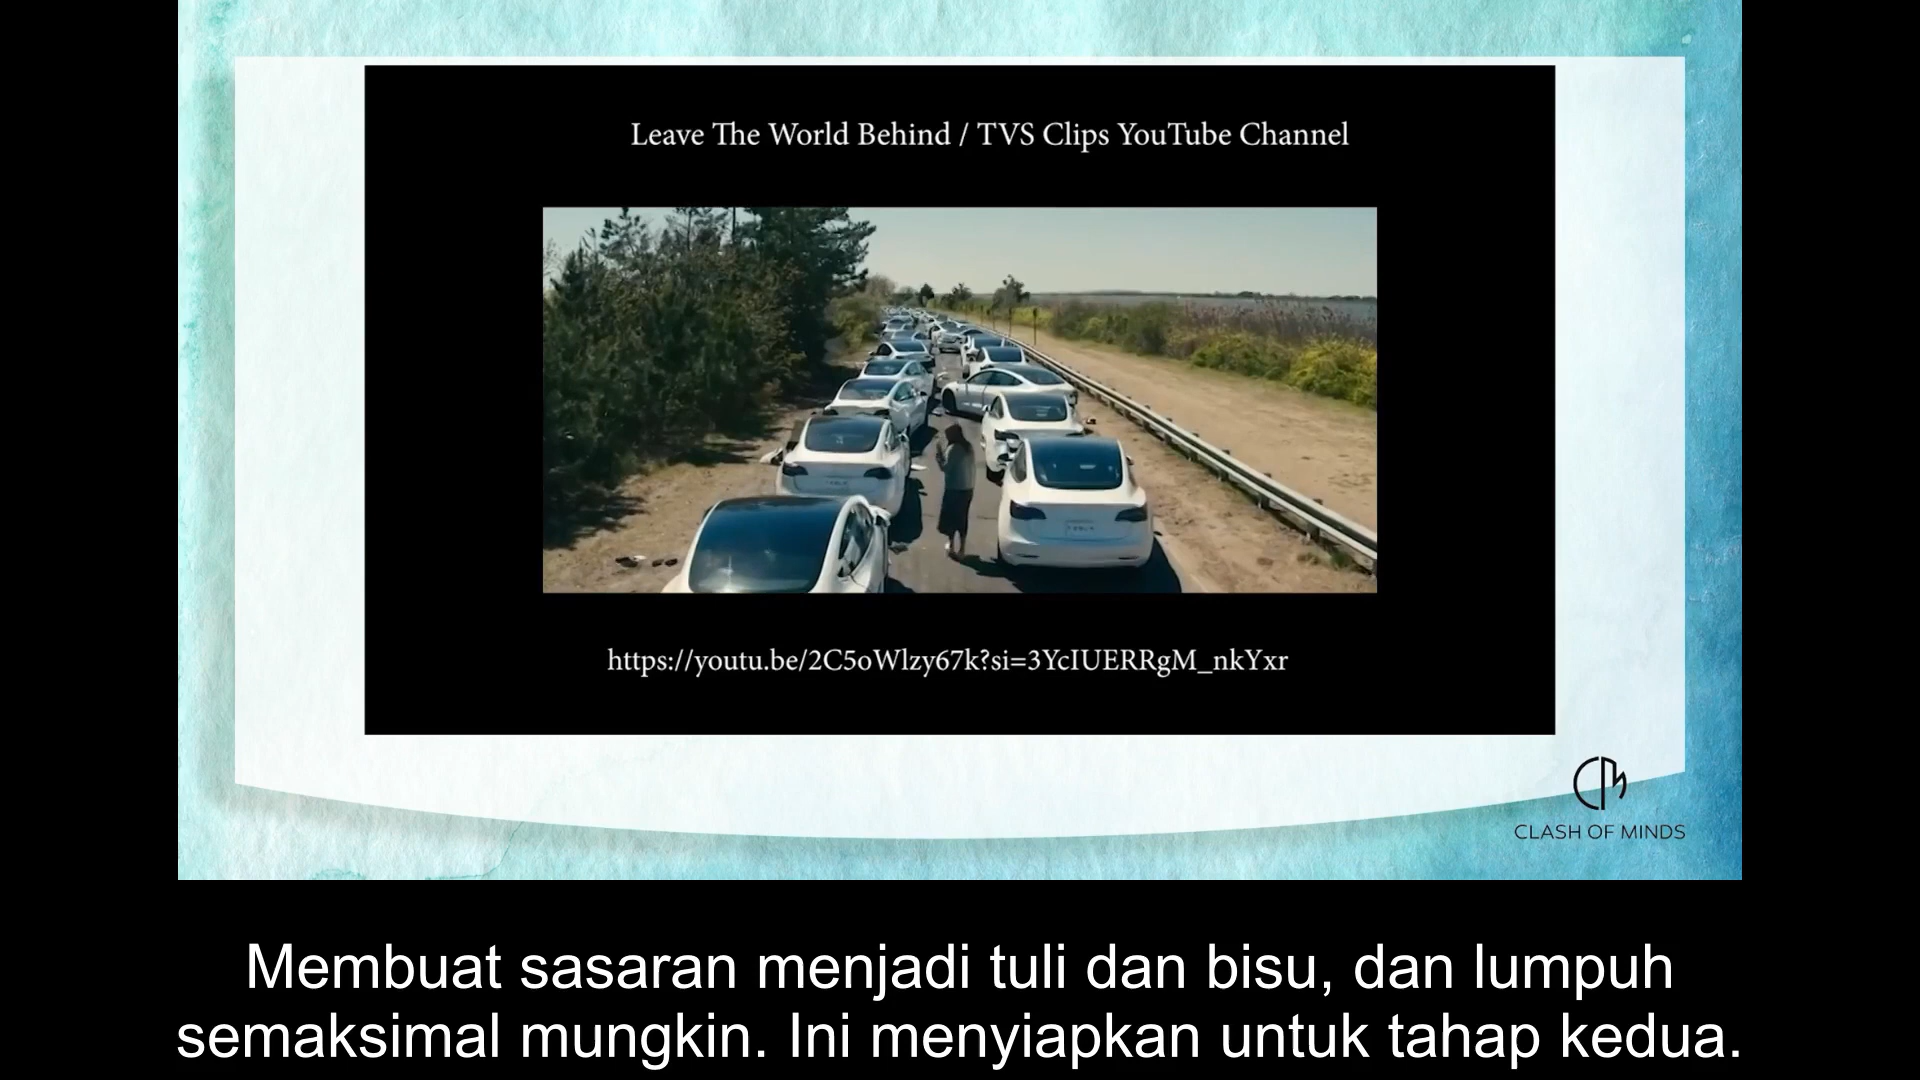 Leave The World Behind / TVS Clips YouTube Channel
https://youtu.be/2C5oWlzy67k?si=3YcIUERRgM_nkYxr
CLASH OF MINDS
Membuat sasaran menjadi tuli dan bisu, dan lumpuh
semaksimal mungkin. Ini menyiapkan untuk tahap kedua.